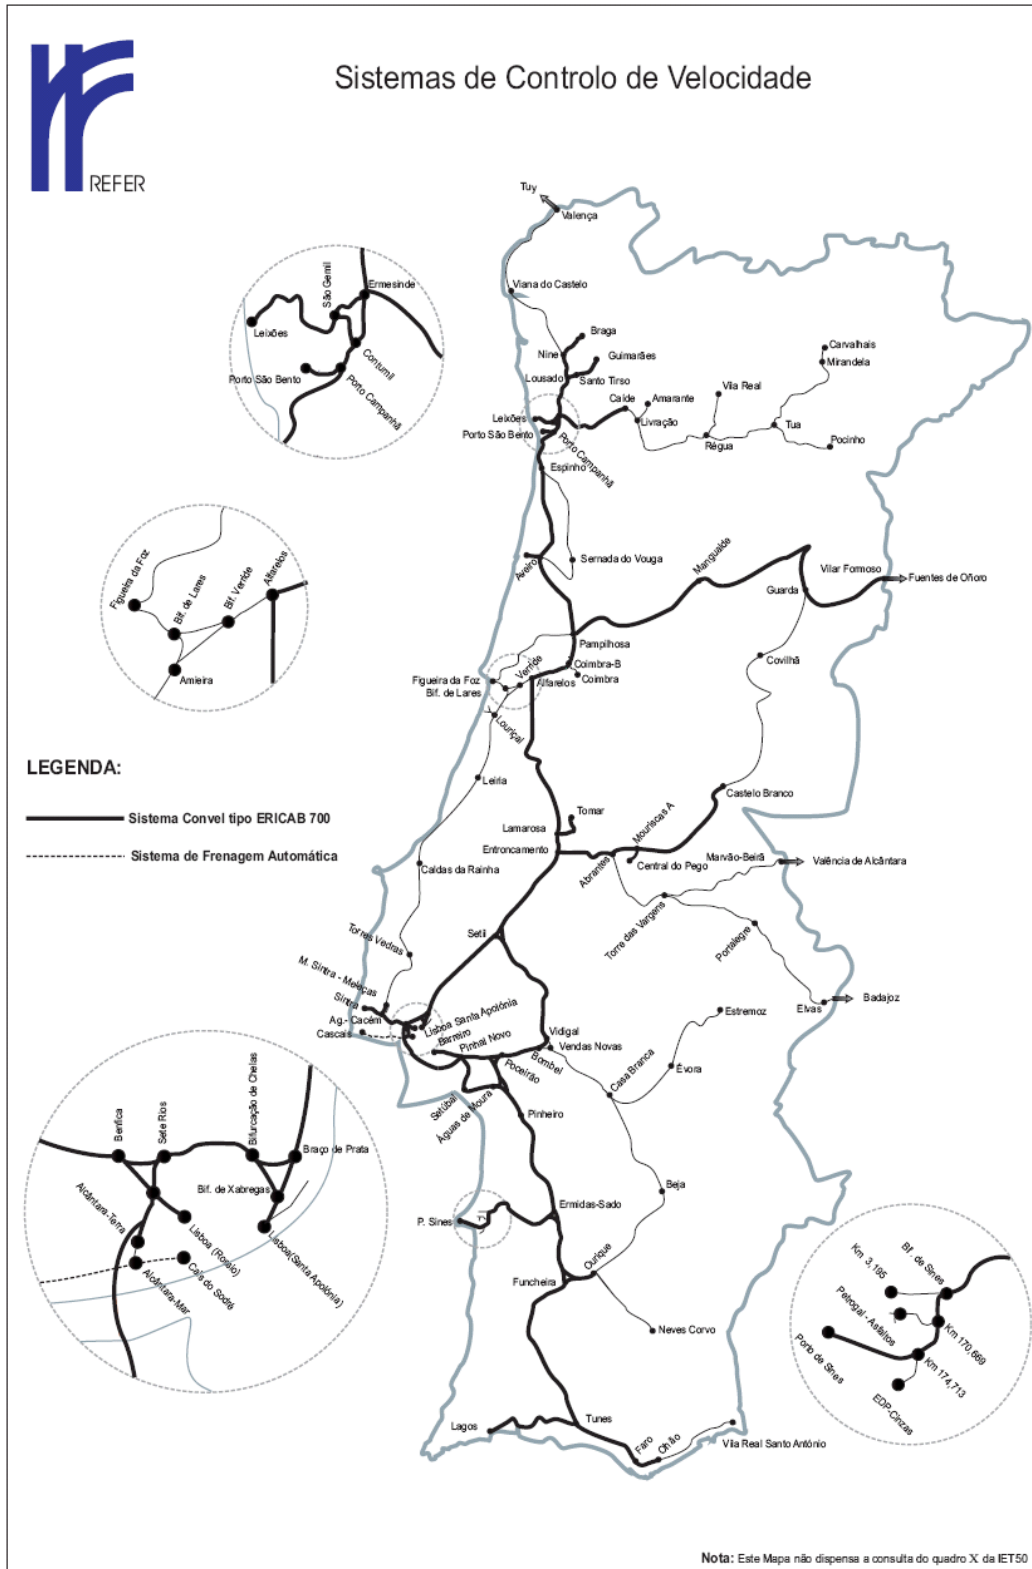 REFER
Sistemas de Controlo de Velocidade
Tuy
Valença
Viana do Castelo
Braga
Nine
Guimarães
Lousado
Santo Tirso
Carvalhais
Mirandela
Vila Real
Caíde
Amarante
Leixões
Livração
Tua
Porto São Bento
Régua
Pocinho
Porto Campanhã
Espinho
Sernada do Vouga
Aveiro
Mangualde
Vilar Formoso
Fuentes de Oñoro
Guarda
Pampilhosa
Covilhã
Coimbra-B
Coimbra
Verride
Alfarelos
Figueira da Foz
Bif. de Lares
Louriçal
Leiria
Castelo Branco
Tomar
Mouriscas A
Lamarosa
Entroncamento
Abrantes
Central do Pego
Marvão-Beirã
Valência de Alcântara
Caldas da Rainha
Torre das Vargens
Portalegre
Setil
Torres Vedras
M. Sintra - Meleças
Sintra
Elvas
Badajoz
Ag.- Cacém
Lisboa Santa Apolónia
Cascais
Barreiro
Pinhal Novo
Estremoz
Vidigal
Vendas Novas
Bombel
Poceirão
Casa Branca
Évora
Setúbal
Águas de Moura
Pinheiro
Beja
Ermidas-Sado
P. Sines
Ourique
Funcheira
Neves Corvo
Lagos
Tunes
Faro
Olhão
Vila Real Santo António
São Gemil
Ermesinde
Leixões
Contumil
Porto São Bento
Porto Campanhã
Figueira da Foz
Bif. de Lares
Bif. Verride
Alfarelos
Amieira
LEGENDA:
Sistema Convel tipo ERICAB 700
Sistema de Frenagem Automática
Benfica
Sete Rios
Bifurcação de Chelas
Braço de Prata
Bif. de Xabregas
Alcântara-Terra
Lisboa (Rossio)
Lisboa(Santa Apolónia)
Cais do Sodré
Alcântara-Mar
Km 3,195
Bf. de Sines
Petrogal - Asfaltos
Km 170,669
Porto de Sines
Km 174,713
EDP-Cinzas
Nota: Este Mapa não dispensa a consulta do quadro X da IET50